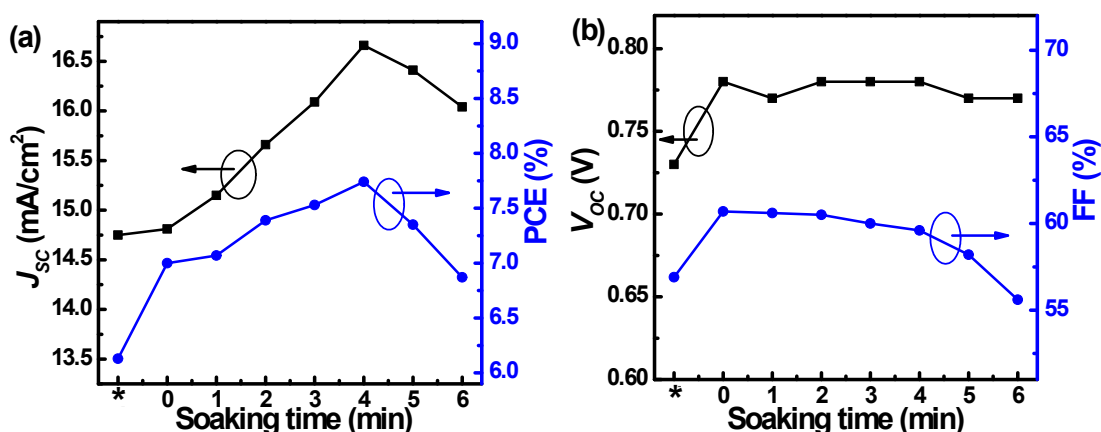 (a)
16.5
16.0
15.5
15.0
14.5
14.0
13.5
J_SC (mA/cm²)
9.0
8.5
8.0
7.5
7.0
6.5
6.0
PCE (%)
* 0 1 2 3 4 5 6
Soaking time (min)
(b)
0.80
0.75
0.70
0.65
0.60
V_OC (V)
70
65
60
55
FF (%)
* 0 1 2 3 4 5 6
Soaking time (min)